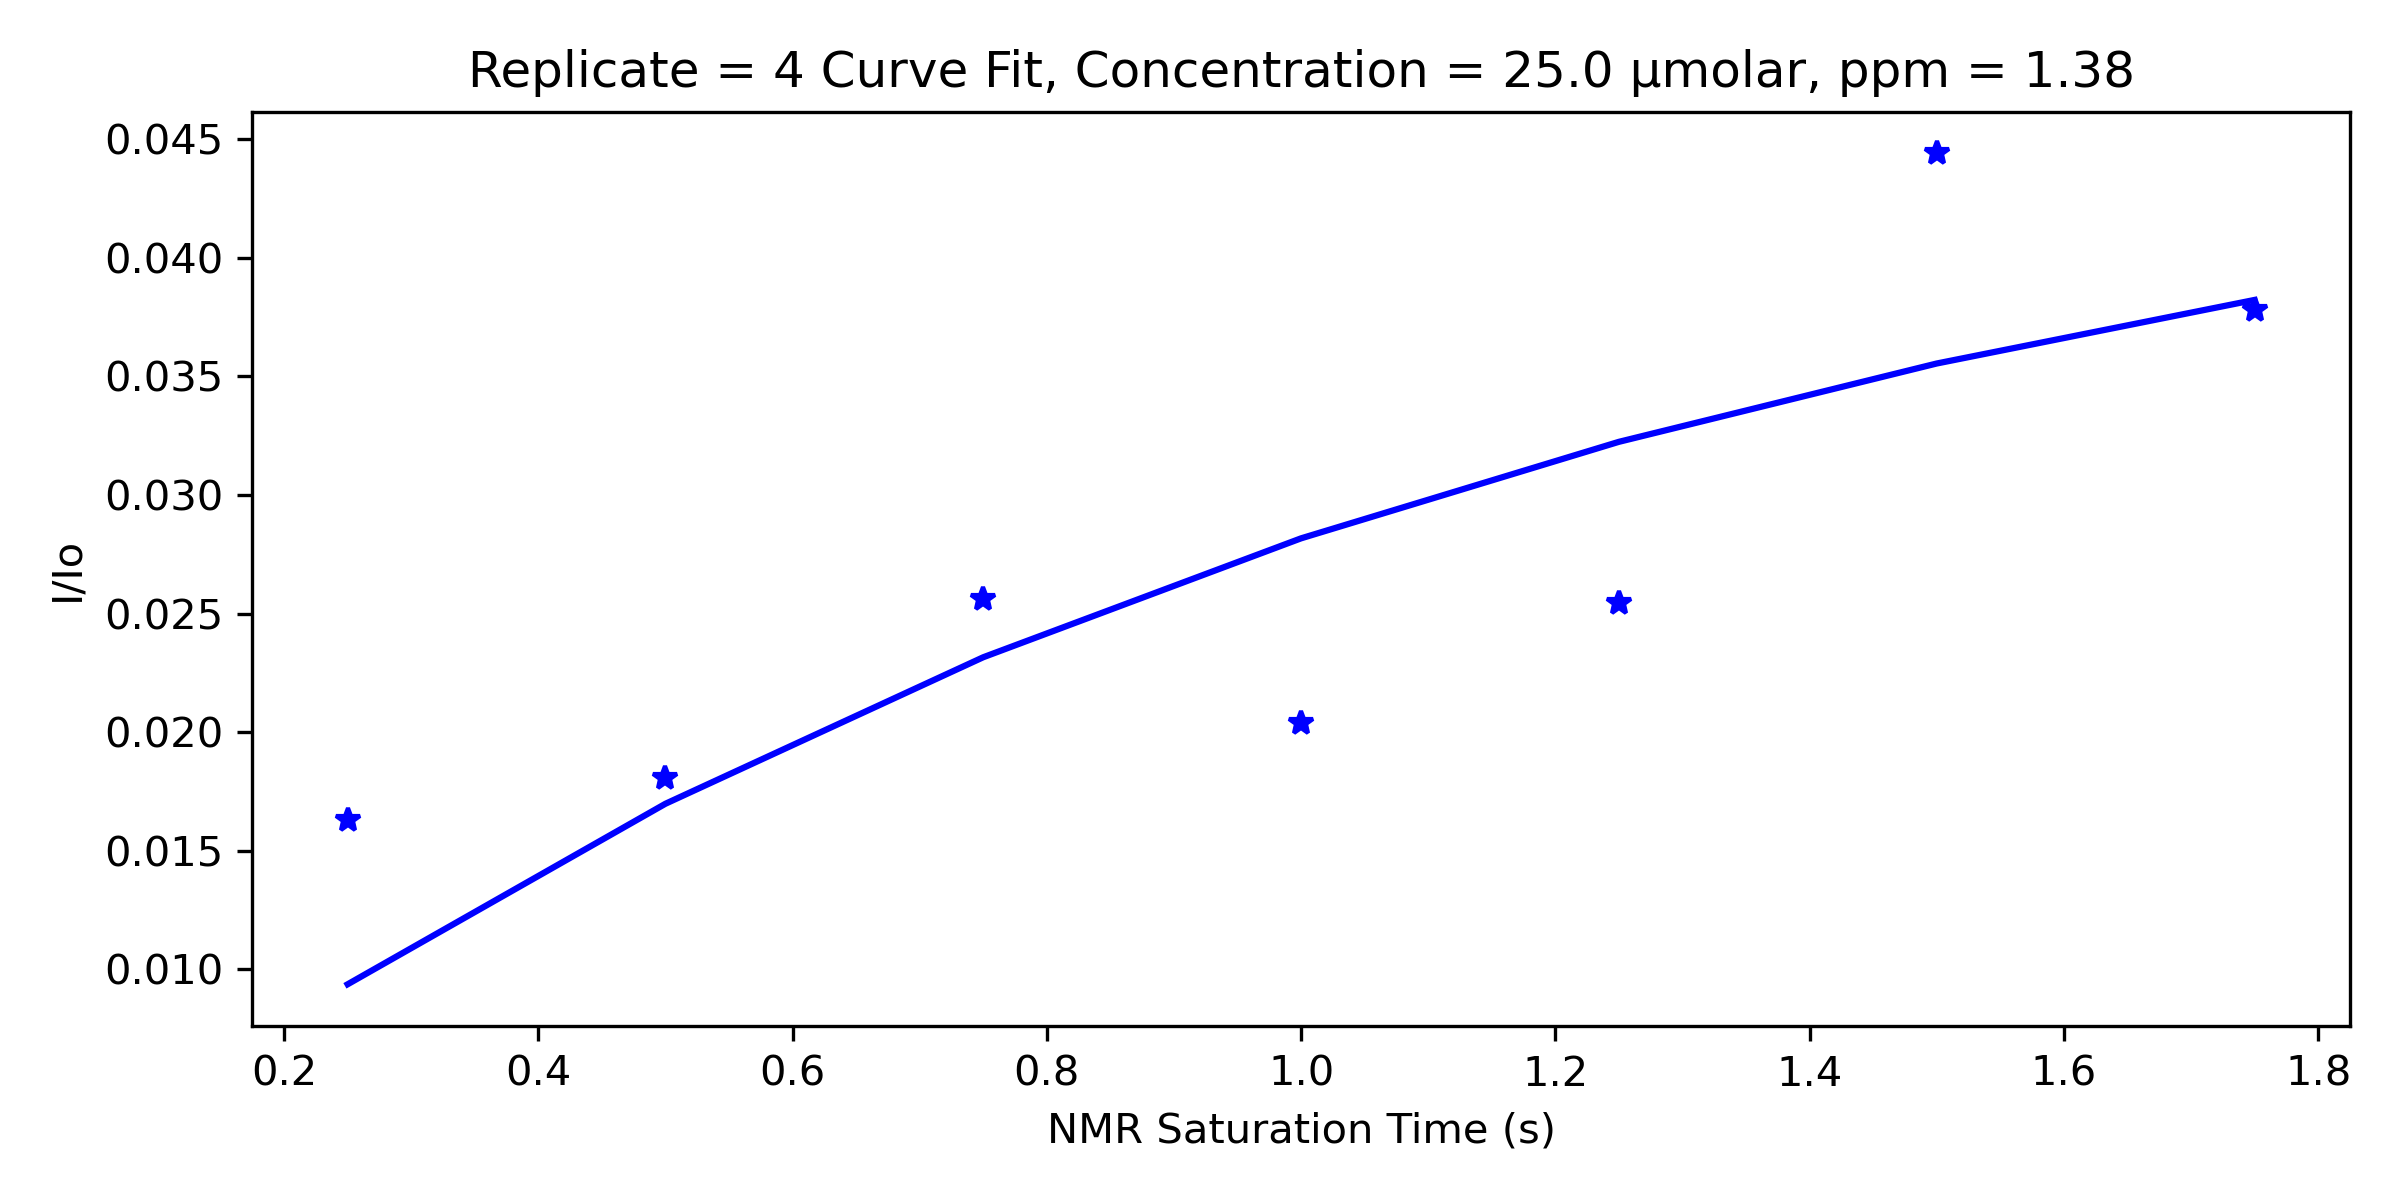 Replicate = 4 Curve Fit, Concentration = 25.0 μmolar, ppm = 1.38
0.045
0.040
0.035
0.030
0.025
0.020
0.015
0.010
I/Io
0.2 0.4 0.6 0.8 1.0 1.2 1.4 1.6 1.8
NMR Saturation Time (s)